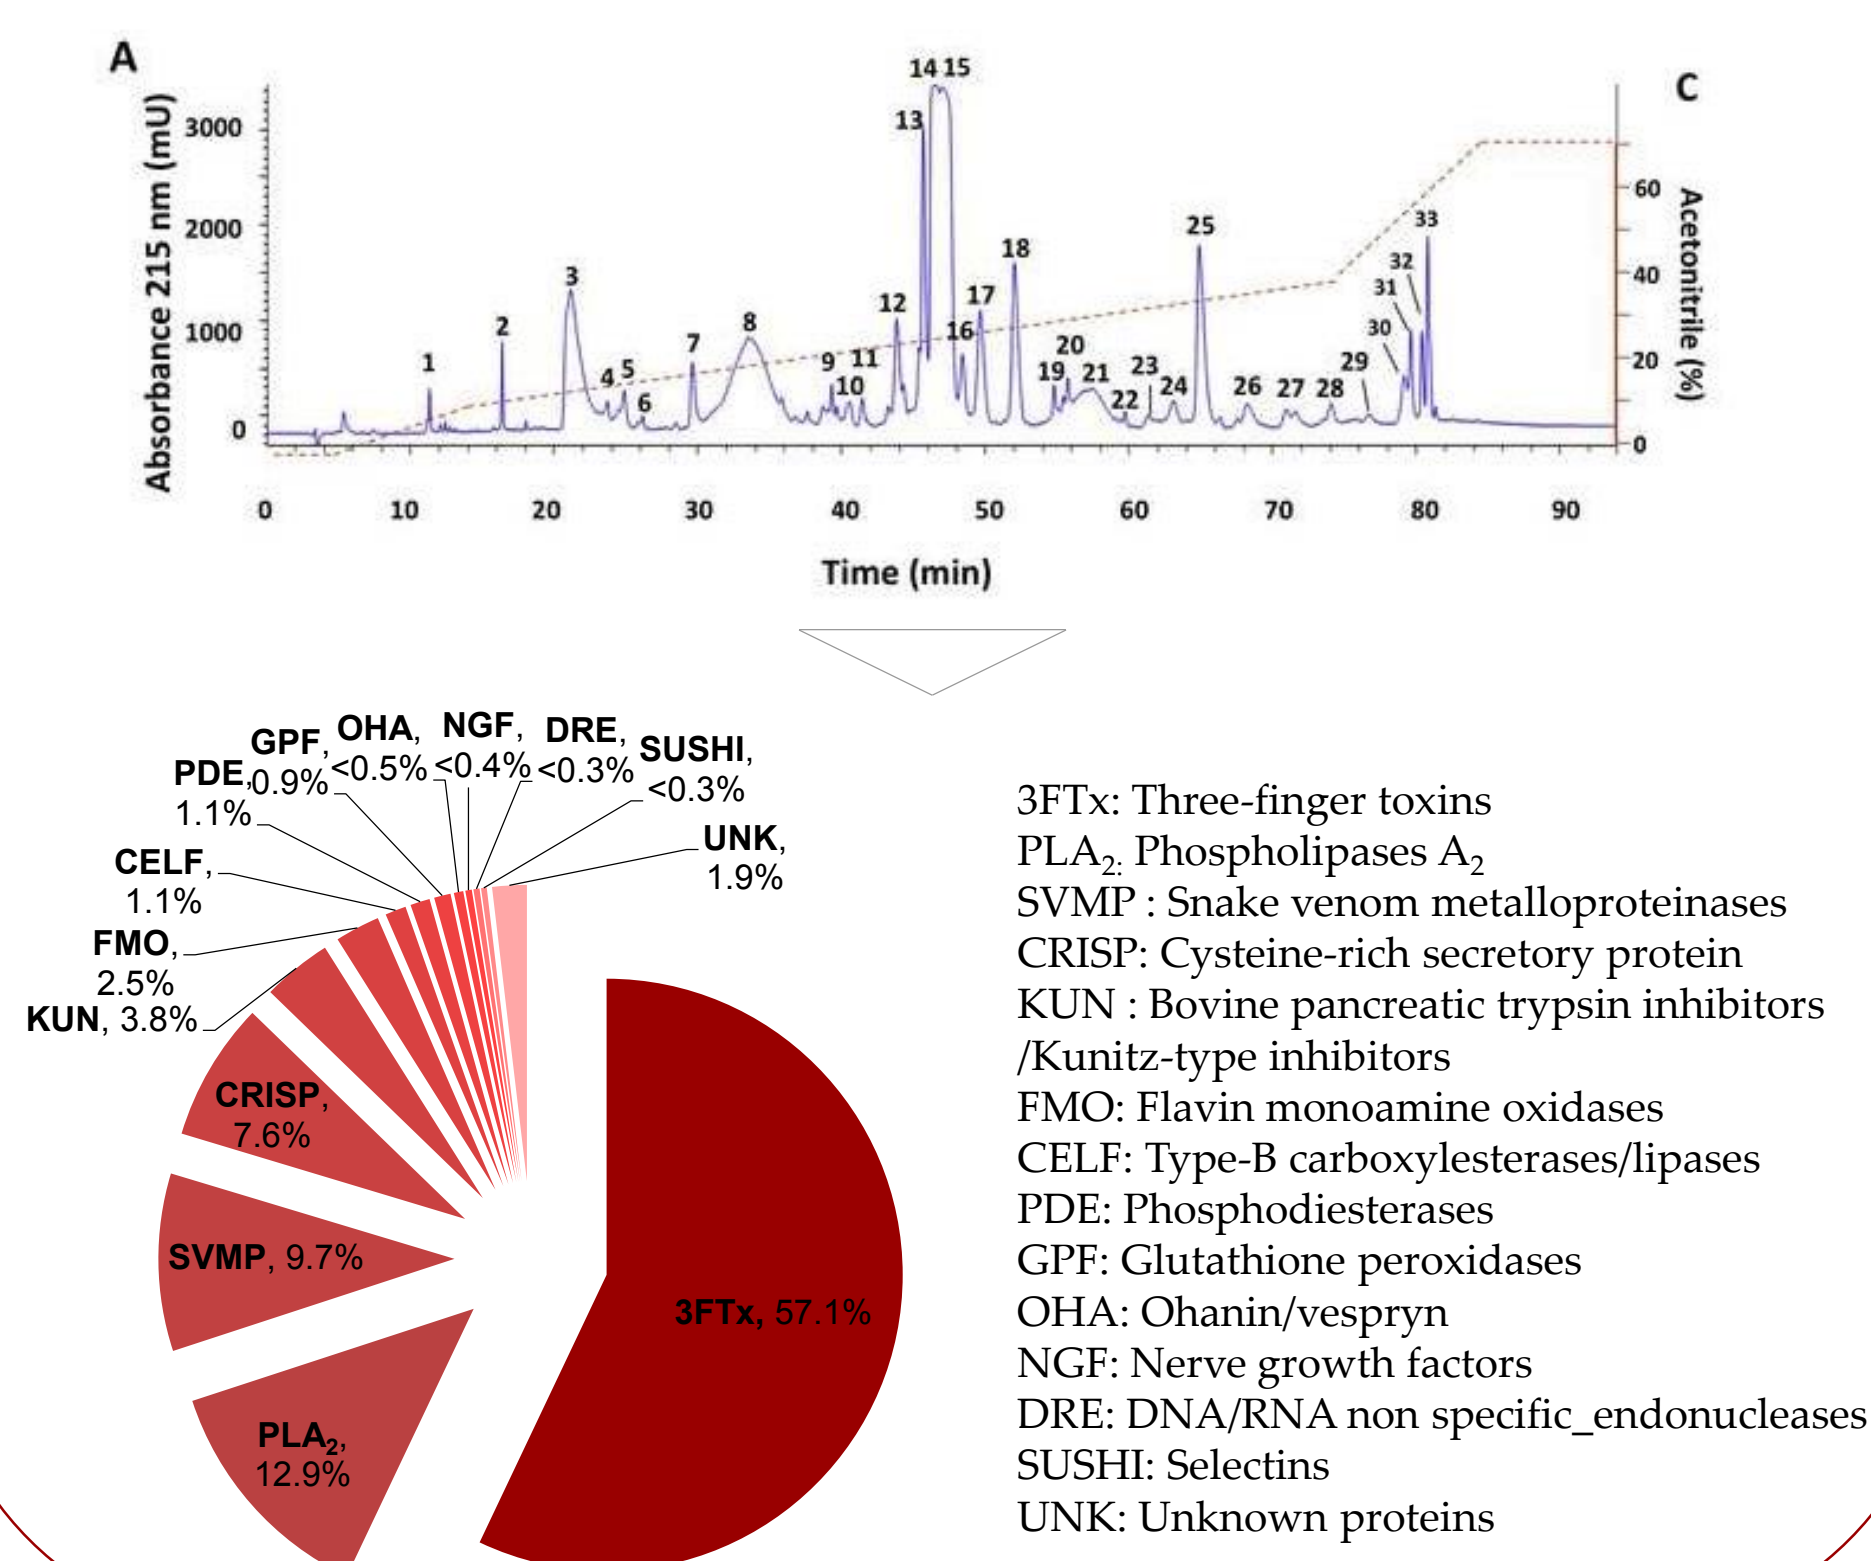 A
C
Absorbance 215 nm (mU)
3000
2000
1000
0
1
2
3
4
5
6
7
8
9
10
11
12
13
14 15
16
17
18
19
20
21
22
23
24
25
26
27
28
29
30
31
32
33
60
40
20
0
Acetonitrile (%)
0 10 20 30 40 50 60 70 80 90
Time (min)
GPF,
0.9%
OHA,
<0.5%
NGF,
<0.4%
DRE,
<0.3%
SUSHI,
<0.3%
PDE,
1.1%
UNK,
1.9%
CELF,
1.1%
FMO,
2.5%
KUN, 3.8%
CRISP,
7.6%
SVMP, 9.7%
3FTx, 57.1%
PLA₂,
12.9%
3FTx: Three-finger toxins
PLA₂: Phospholipases A₂
SVMP : Snake venom metalloproteinases
CRISP: Cysteine-rich secretory protein
KUN : Bovine pancreatic trypsin inhibitors
/Kunitz-type inhibitors
FMO: Flavin monoamine oxidases
CELF: Type-B carboxylesterases/lipases
PDE: Phosphodiesterases
GPF: Glutathione peroxidases
OHA: Ohanin/vespryn
NGF: Nerve growth factors
DRE: DNA/RNA non specific_endonucleases
SUSHI: Selectins
UNK: Unknown proteins